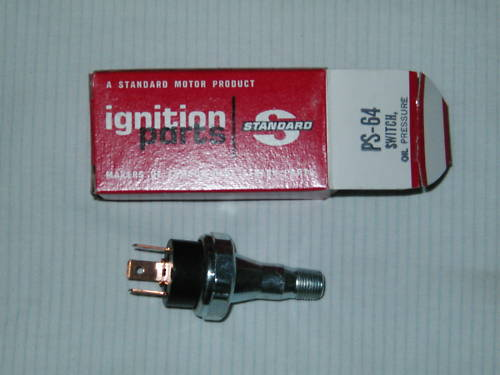 A STANDARD MOTOR PRODUCT
ignition
parts
S
STANDARD
MAKERS OF
PS-64
SWITCH,
OIL PRESSURE